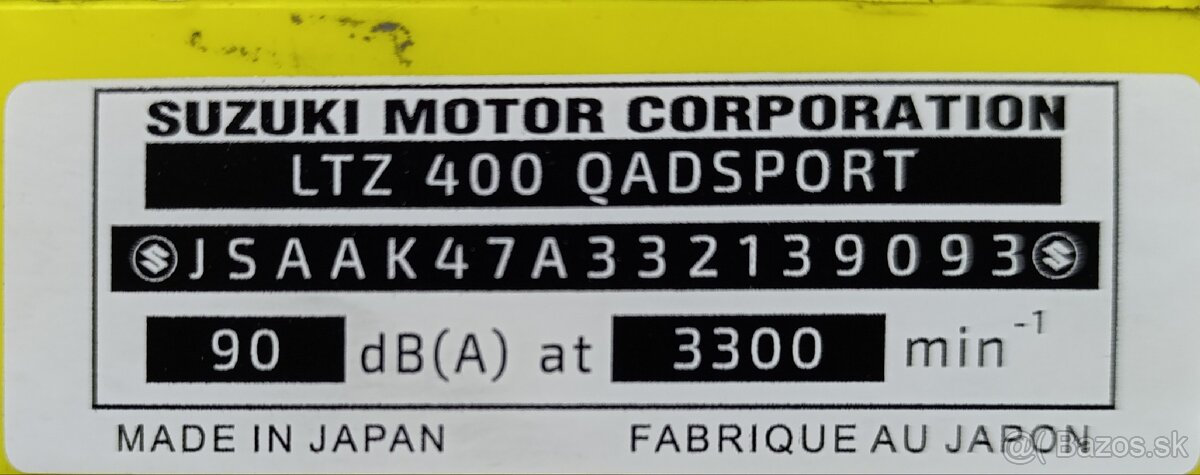 SUZUKI MOTOR CORPORATION
LTZ 400 QADSPORT
JSAAK47A332139093
90 dB(A) at 3300 min⁻¹
MADE IN JAPAN FABRIQUE AU JAPON
@ Bazos.sk